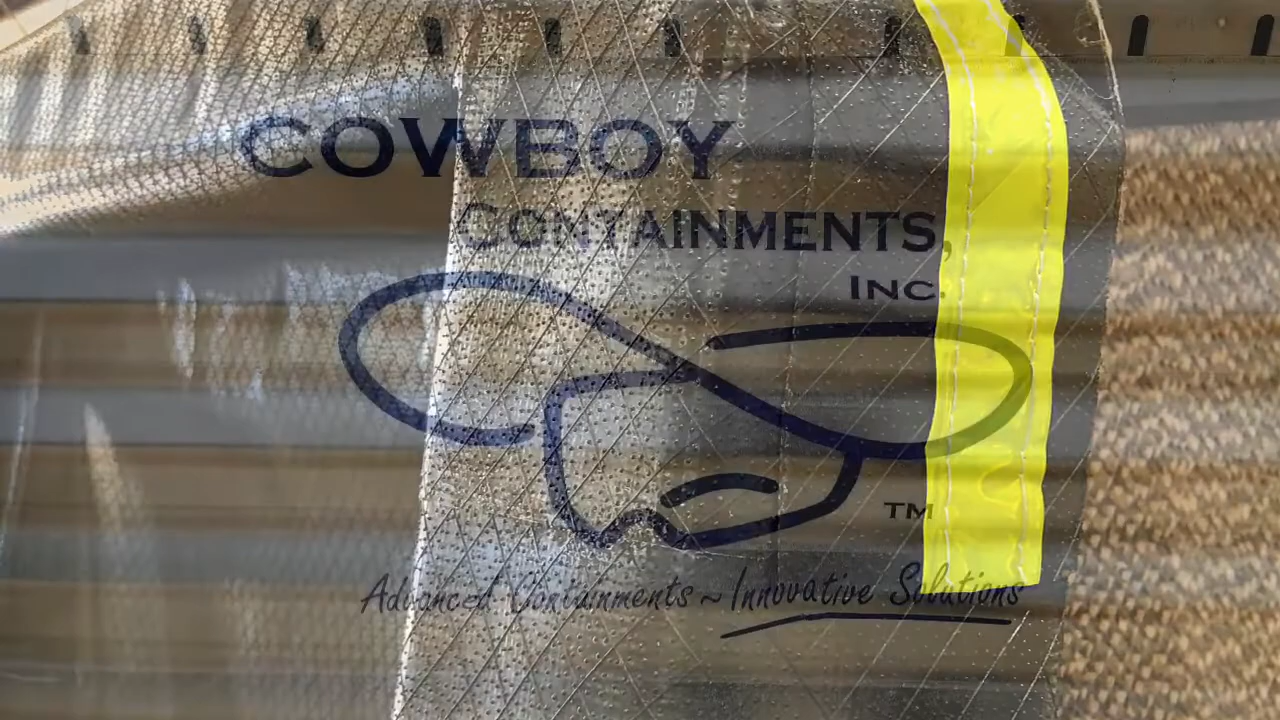 COWBOY
CONTAINMENTS,
INC.
TM
Advanced Containments ~ Innovative Solutions